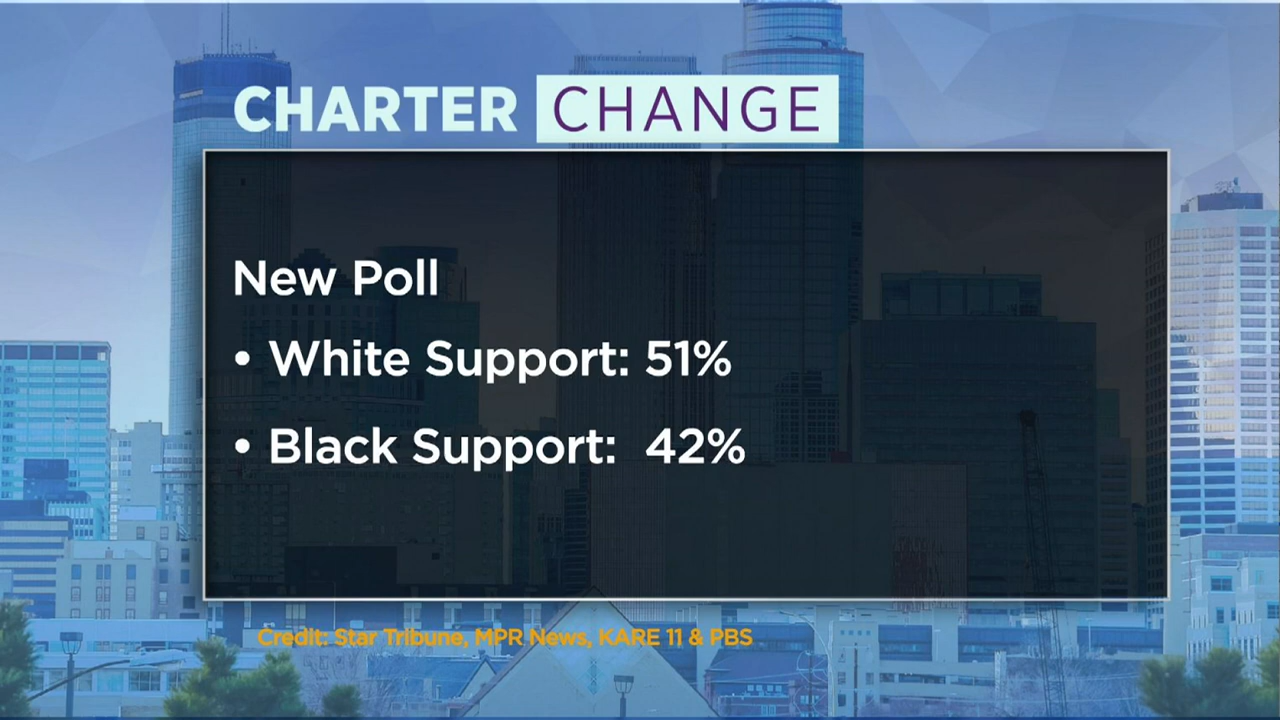 CHARTER CHANGE
New Poll
• White Support: 51%
• Black Support: 42%
Credit: Star Tribune, MPR News, KARE 11 & PBS